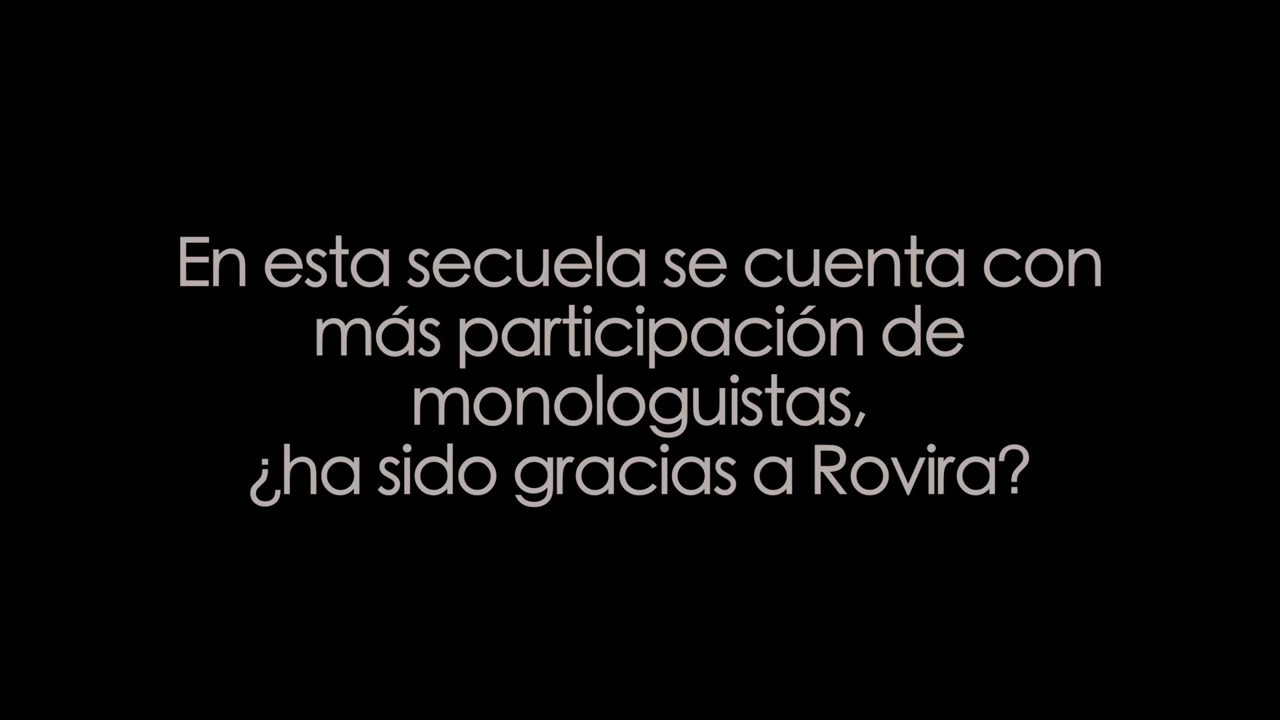 En esta secuela se cuenta con
más participación de
monologuistas,
¿ha sido gracias a Rovira?